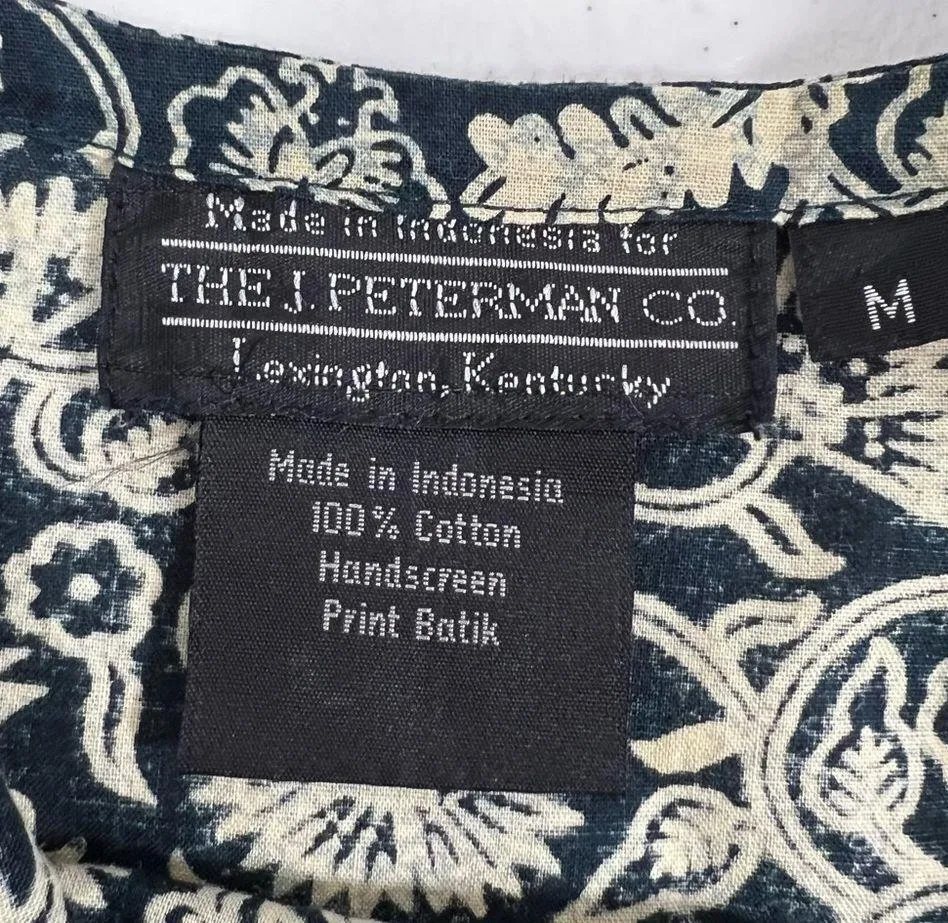 Made in Indonesia for
THE J. PETERMAN CO.
Lexington, Kentucky
M
Made in Indonesia
100% Cotton
Handscreen
Print Batik